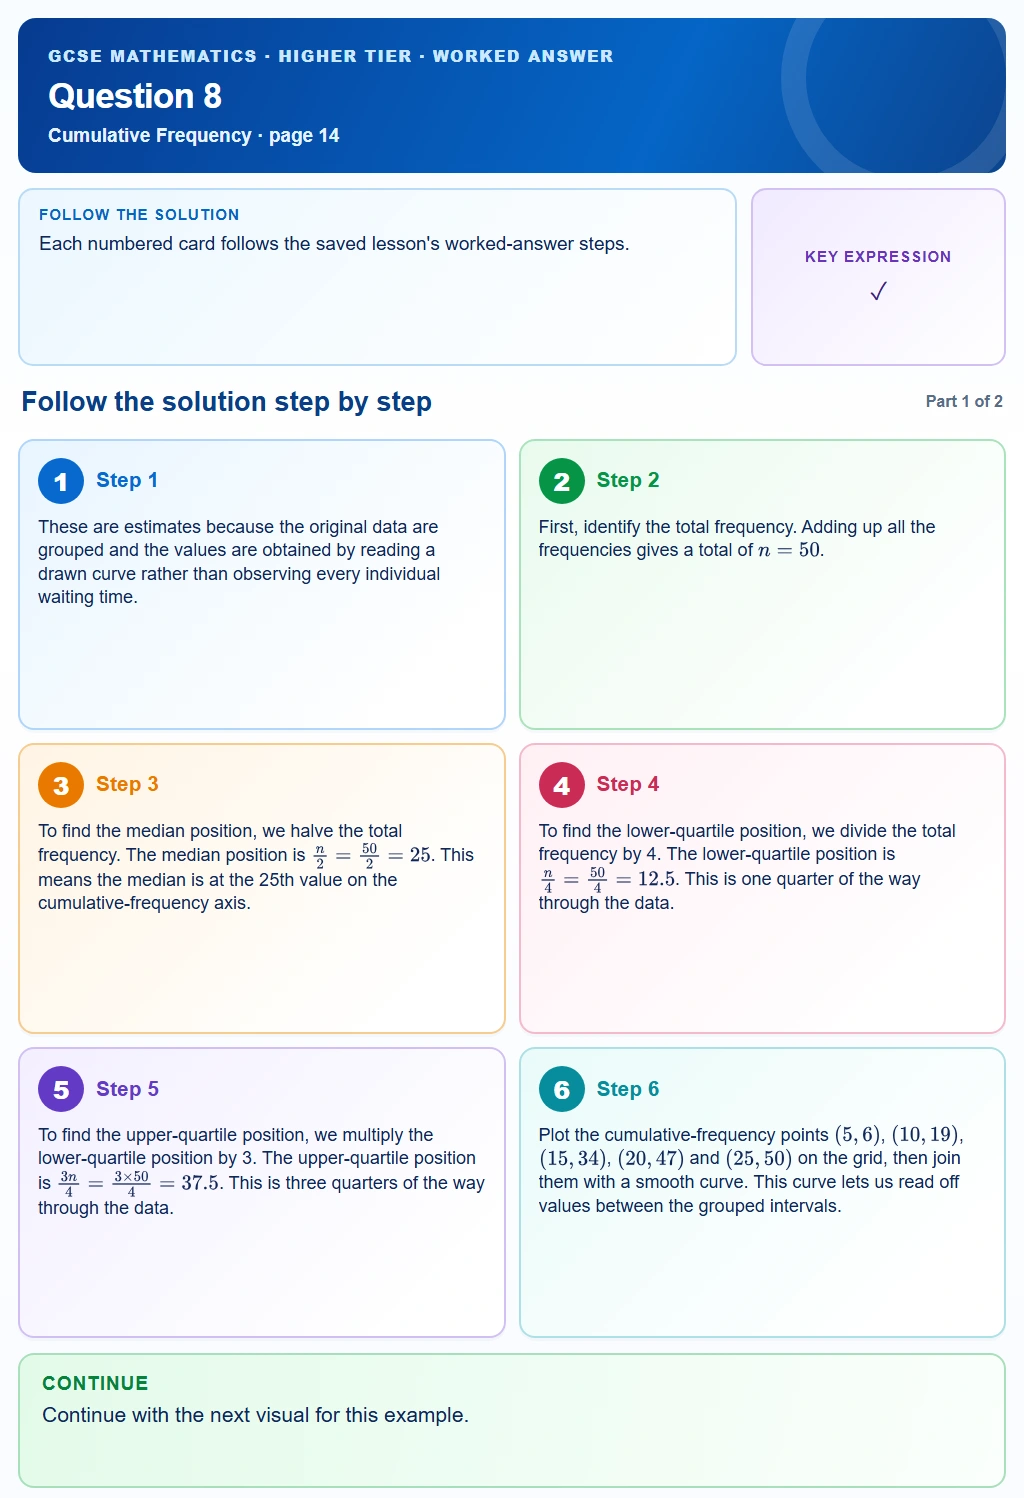 GCSE MATHEMATICS · HIGHER TIER · WORKED ANSWER
Question 8
Cumulative Frequency · page 14
FOLLOW THE SOLUTION
Each numbered card follows the saved lesson's worked-answer steps.
KEY EXPRESSION
✓
Follow the solution step by step
Part 1 of 2
1 Step 1
These are estimates because the original data are
grouped and the values are obtained by reading a
drawn curve rather than observing every individual
waiting time.
2 Step 2
First, identify the total frequency. Adding up all the
frequencies gives a total of n = 50.
3 Step 3
To find the median position, we halve the total
frequency. The median position is n/2 = 50/2 = 25. This
means the median is at the 25th value on the
cumulative-frequency axis.
4 Step 4
To find the lower-quartile position, we divide the total
frequency by 4. The lower-quartile position is
n/4 = 50/4 = 12.5. This is one quarter of the way
through the data.
5 Step 5
To find the upper-quartile position, we multiply the
lower-quartile position by 3. The upper-quartile position
is 3n/4 = 3×50/4 = 37.5. This is three quarters of the way
through the data.
6 Step 6
Plot the cumulative-frequency points (5, 6), (10, 19),
(15, 34), (20, 47) and (25, 50) on the grid, then join
them with a smooth curve. This curve lets us read off
values between the grouped intervals.
CONTINUE
Continue with the next visual for this example.